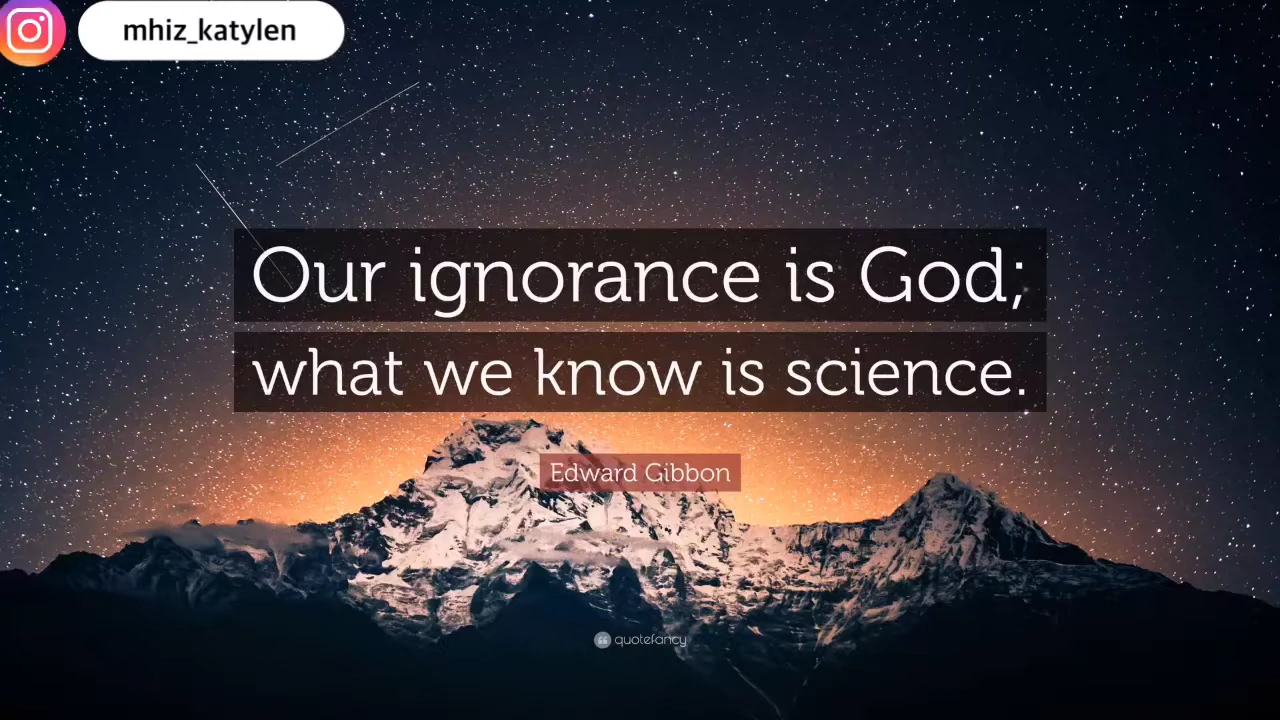 mhiz_katylen
Our ignorance is God;
what we know is science.
Edward Gibbon
quotefancy